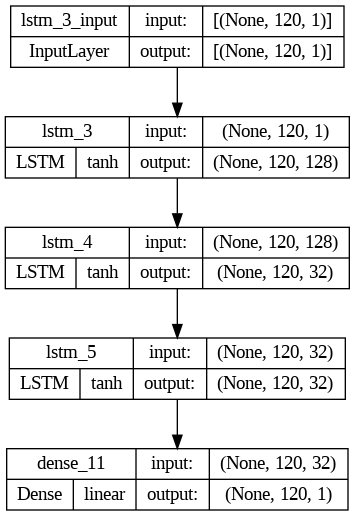 lstm_3_input input: [(None, 120, 1)]
InputLayer output: [(None, 120, 1)]
lstm_3 input: (None, 120, 1)
LSTM tanh output: (None, 120, 128)
lstm_4 input: (None, 120, 128)
LSTM tanh output: (None, 120, 32)
lstm_5 input: (None, 120, 32)
LSTM tanh output: (None, 120, 32)
dense_11 input: (None, 120, 32)
Dense linear output: (None, 120, 1)